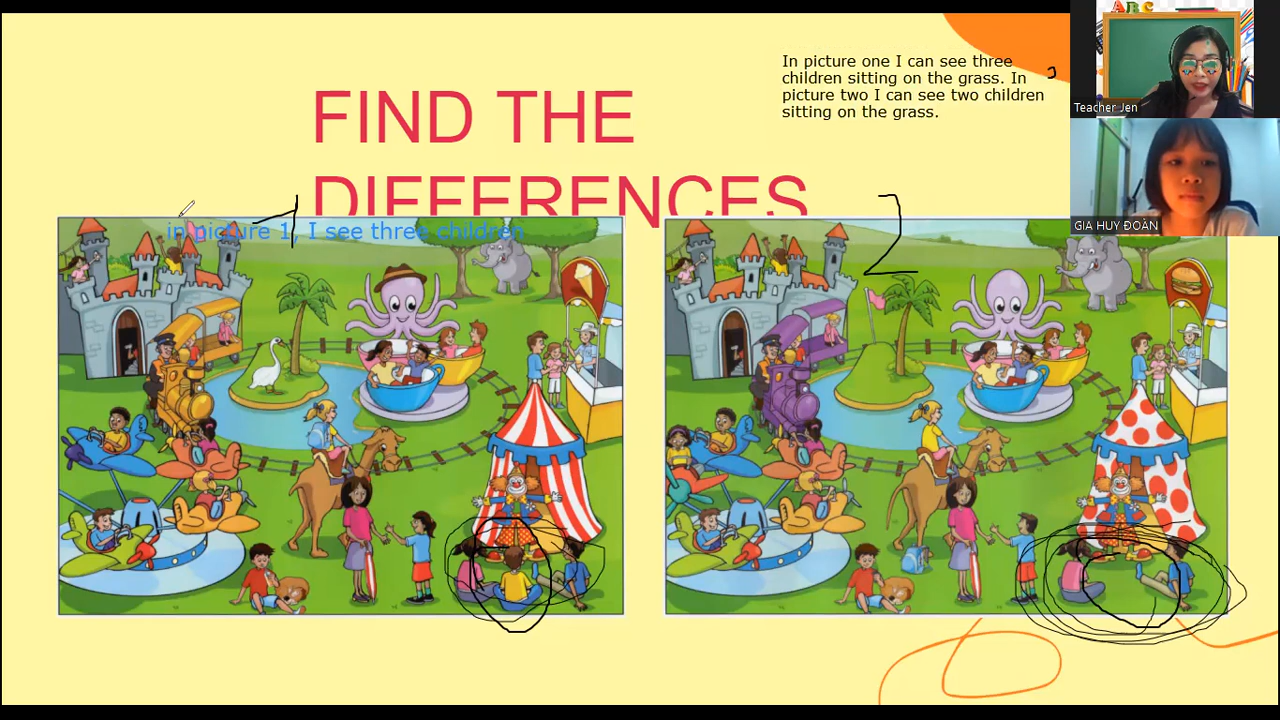 ABC
In picture one I can see three
children sitting on the grass. In
picture two I can see two children
sitting on the grass.
FIND THE
DIFFERENCES
Teacher Jen
GIA HUY ĐOÀN
1
2
in picture 1, I see three children